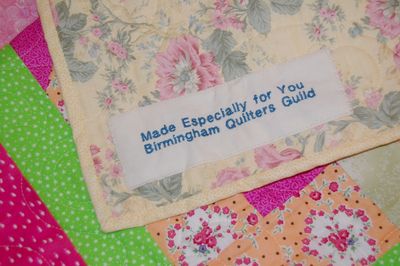 Made Especially for You
Birmingham Quilters Guild